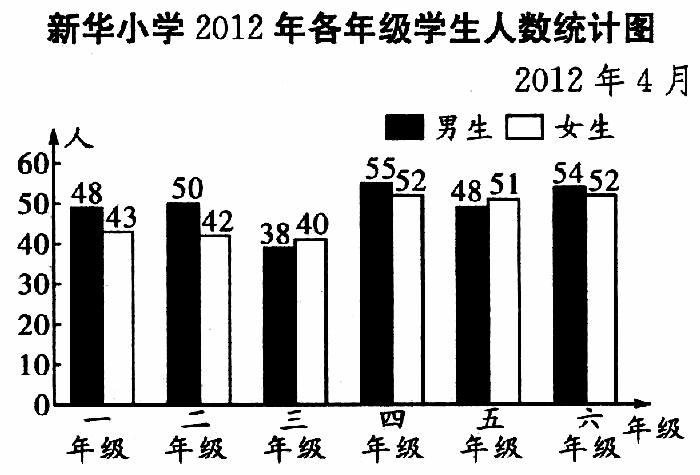 新华小学 2012 年各年级学生人数统计图
2012 年 4 月
男生 女生
人
60
50
40
30
20
10
0
48 43
50 42
38 40
55 52
48 51
54 52
一 二 三 四 五 六
年级 年级 年级 年级 年级 年级
年级